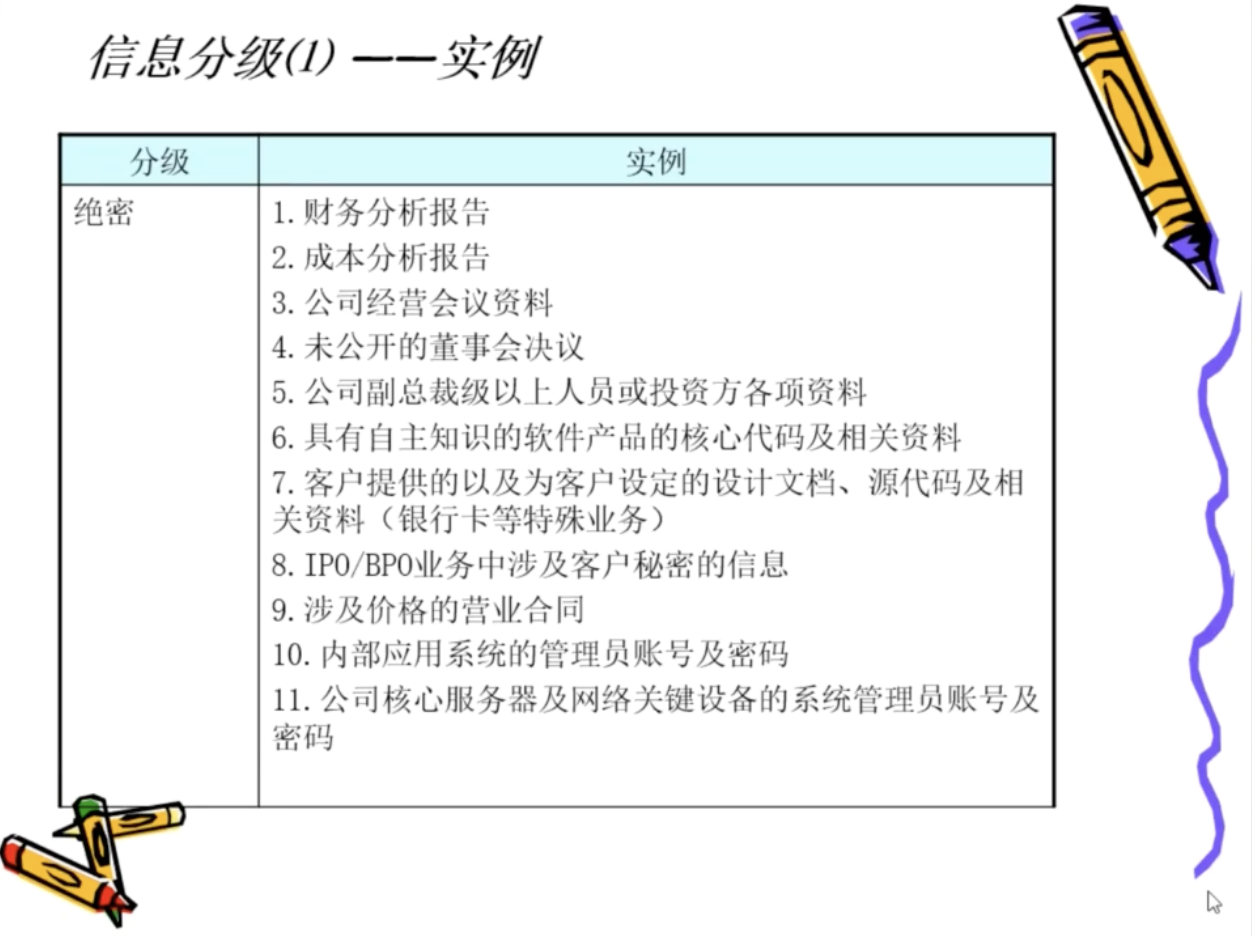 信息分级(1) ——实例
分级
实例
绝密
1.财务分析报告
2.成本分析报告
3.公司经营会议资料
4.未公开的董事会决议
5.公司副总裁级以上人员或投资方各项资料
6.具有自主知识的软件产品的核心代码及相关资料
7.客户提供的以及为客户设定的设计文档、源代码及相
关资料（银行卡等特殊业务）
8.IPO/BPO业务中涉及客户秘密的信息
9.涉及价格的营业合同
10.内部应用系统的管理员账号及密码
11.公司核心服务器及网络关键设备的系统管理员账号及
密码